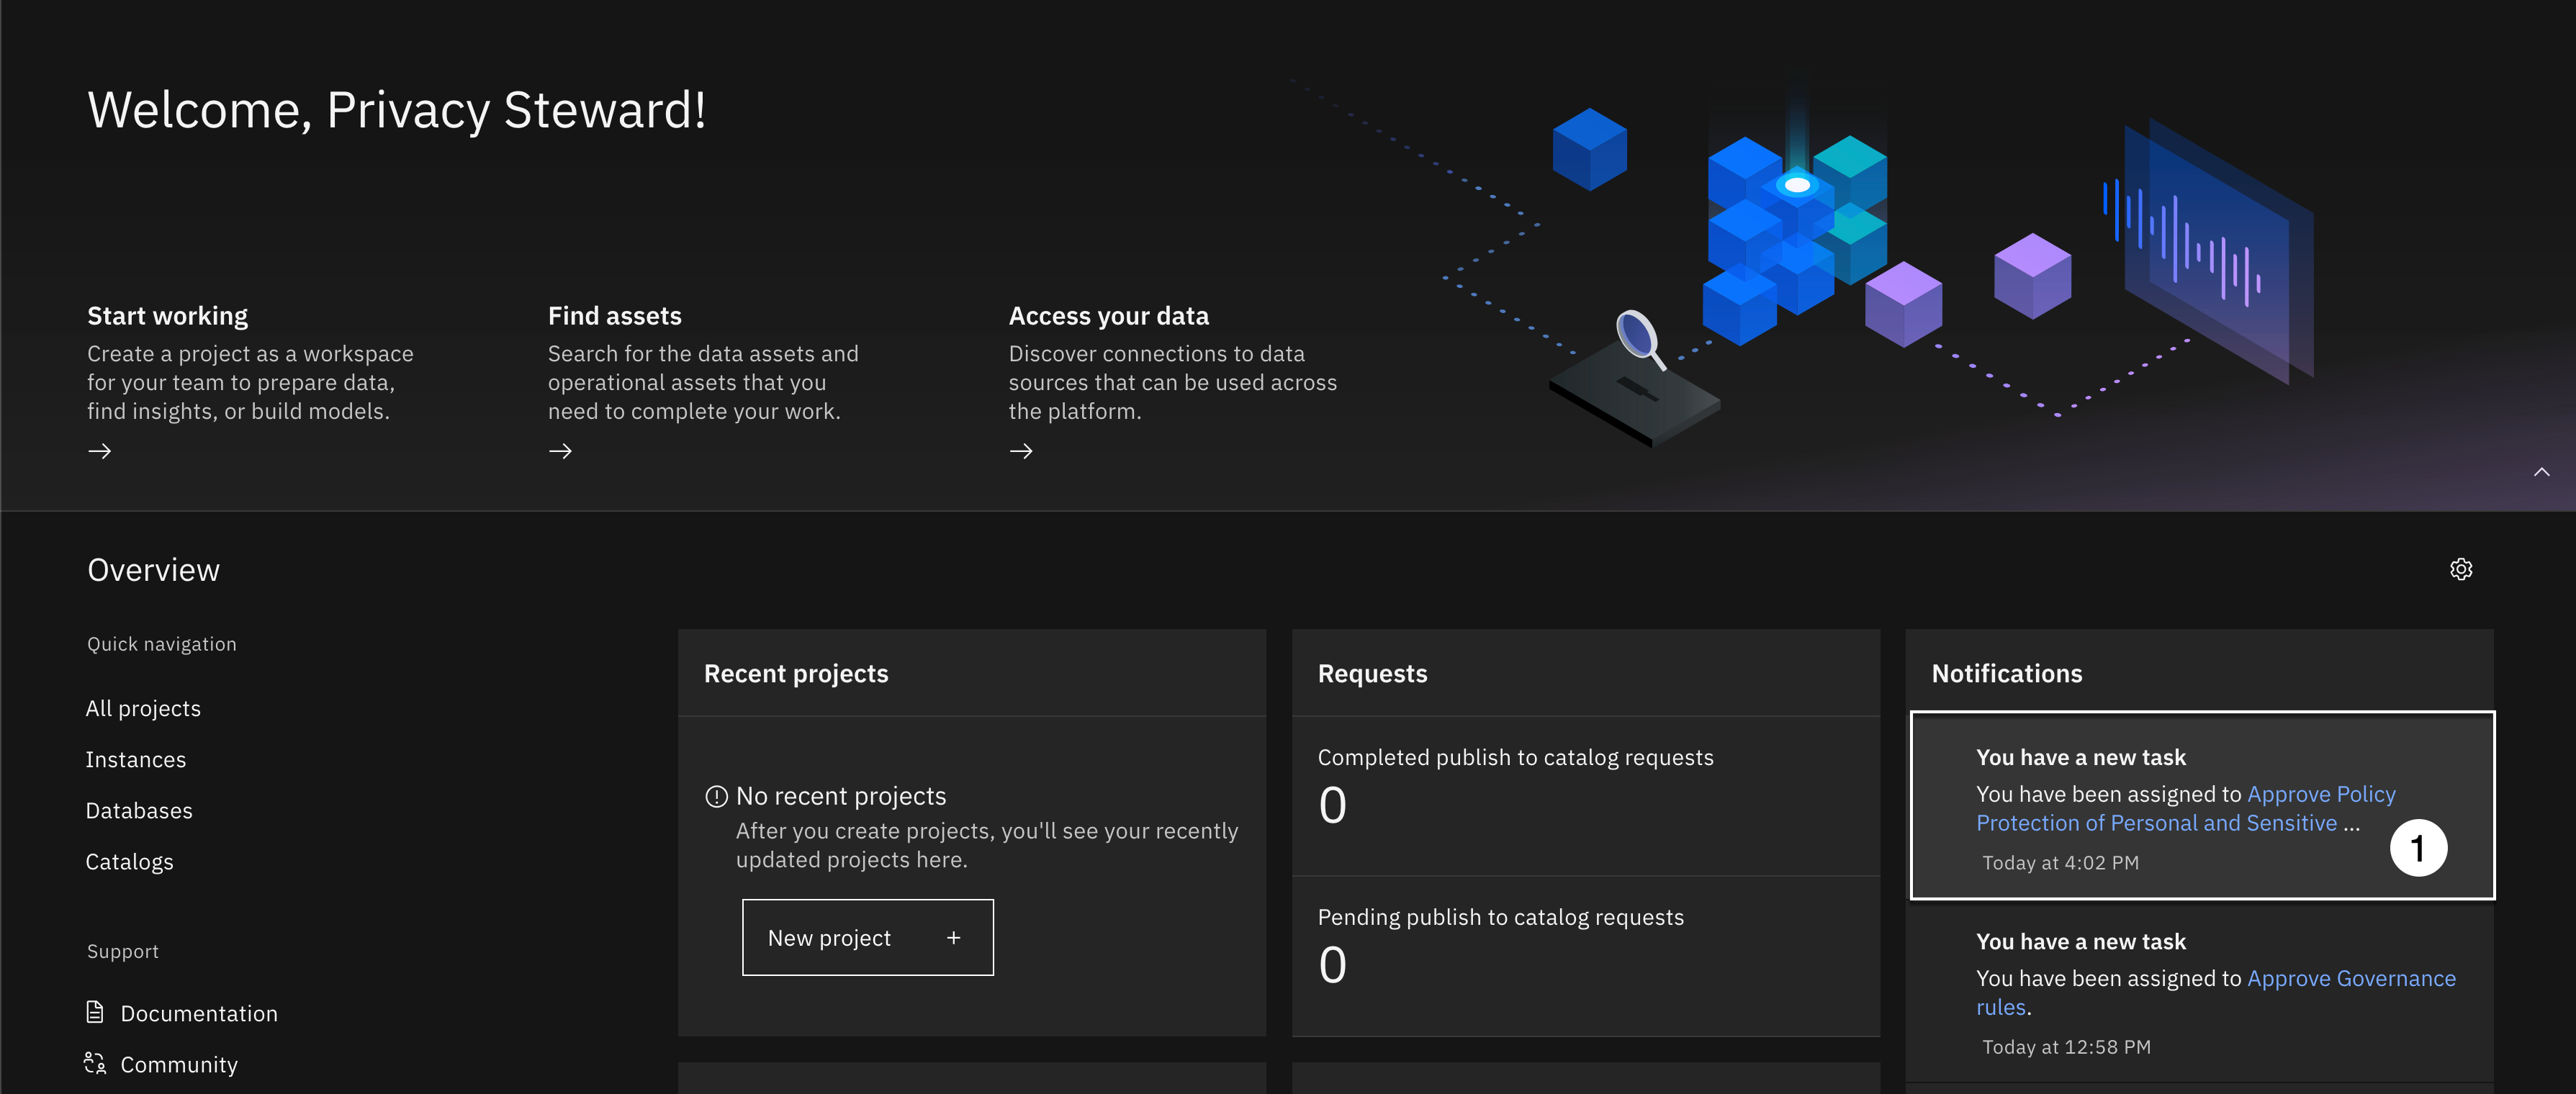 Welcome, Privacy Steward!
Start working
Create a project as a workspace
for your team to prepare data,
find insights, or build models.
Find assets
Search for the data assets and
operational assets that you
need to complete your work.
Access your data
Discover connections to data
sources that can be used across
the platform.
Overview
Quick navigation
All projects
Instances
Databases
Catalogs
Support
Documentation
Community
Recent projects
No recent projects
After you create projects, you'll see your recently
updated projects here.
New project +
Requests
Completed publish to catalog requests
0
Pending publish to catalog requests
0
Notifications
You have a new task
You have been assigned to Approve Policy
Protection of Personal and Sensitive ...
Today at 4:02 PM
1
You have a new task
You have been assigned to Approve Governance
rules.
Today at 12:58 PM